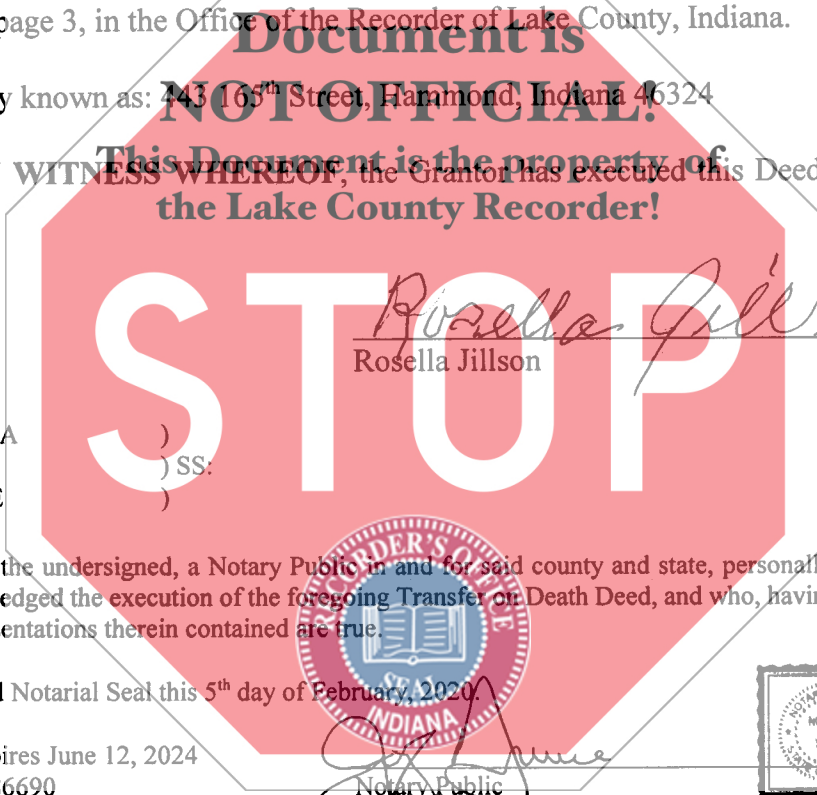 page 3, in the Office of the Recorder of Lake County, Indiana.
Document is
y known as: 443 165th Street, Hammond, Indiana 46324
NOT OFFICIAL!
WITNESS WHEREOF, the Grantor has executed this Deed
This Document is the property of
the Lake County Recorder!
STOP
Rosella Jill
Rosella Jillson
A )
) SS:
E )
the undersigned, a Notary Public in and for said county and state, personall
edged the execution of the foregoing Transfer on Death Deed, and who, havin
entations therein contained are true.
RECORDER'S OFFICE
SEAL
INDIANA
d Notarial Seal this 5th day of February, 2020.
ires June 12, 2024
6690
Notary Public